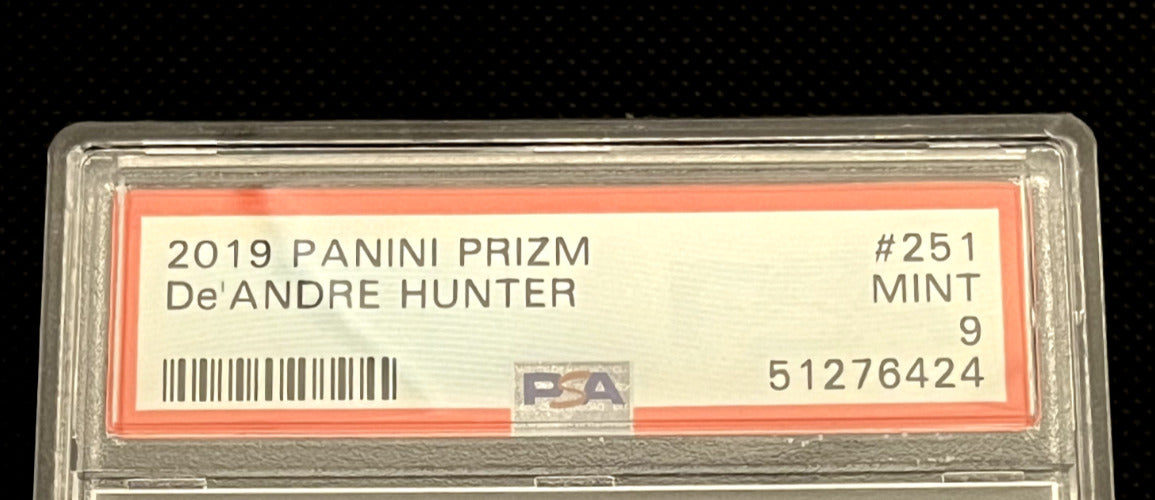 2019 PANINI PRIZM #251
De'ANDRE HUNTER MINT
9
PSA 51276424